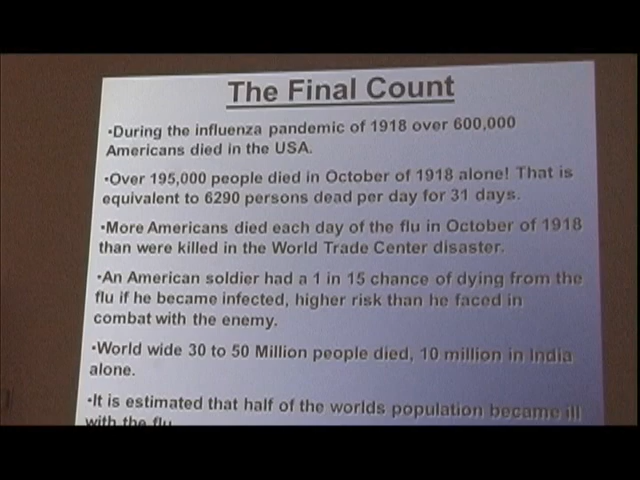 The Final Count
•During the influenza pandemic of 1918 over 600,000
Americans died in the USA.
•Over 195,000 people died in October of 1918 alone! That is
equivalent to 6290 persons dead per day for 31 days.
•More Americans died each day of the flu in October of 1918
than were killed in the World Trade Center disaster.
•An American soldier had a 1 in 15 chance of dying from the
flu if he became infected, higher risk than he faced in
combat with the enemy.
•World wide 30 to 50 Million people died, 10 million in India
alone.
•It is estimated that half of the worlds population became ill
with the flu